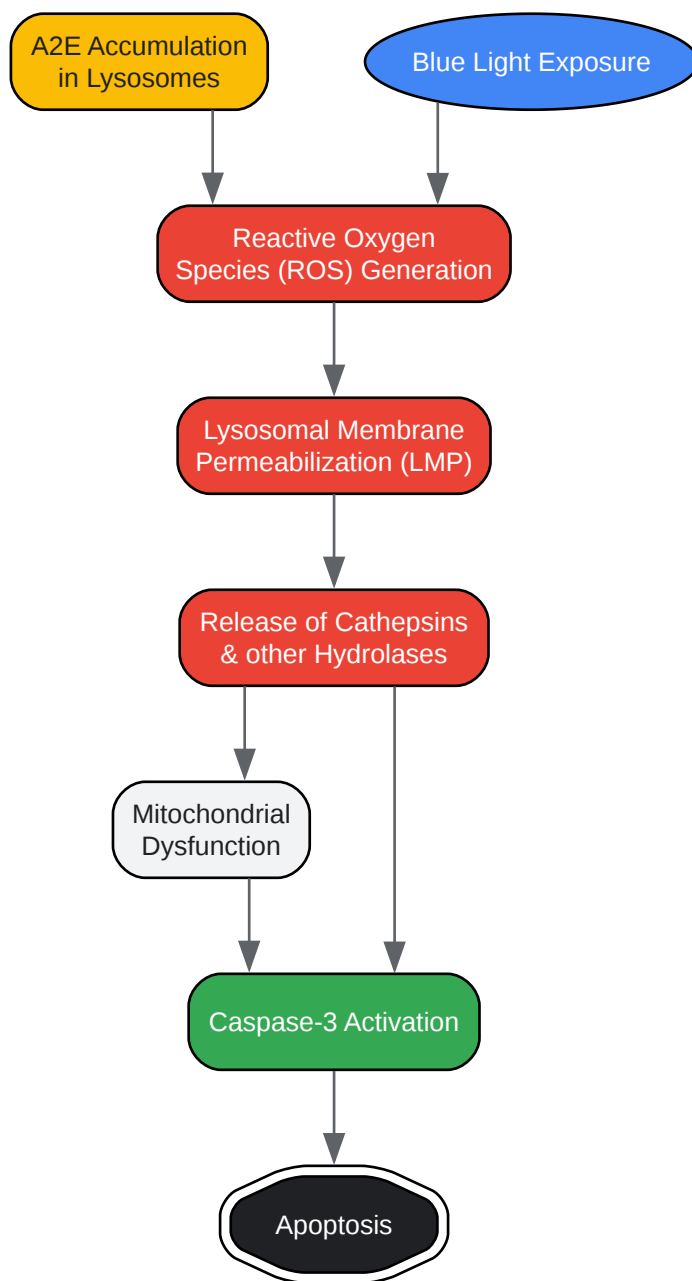 A2E Accumulation
in Lysosomes
Blue Light Exposure
Reactive Oxygen
Species (ROS) Generation
Lysosomal Membrane
Permeabilization (LMP)
Release of Cathepsins
& other Hydrolases
Mitochondrial
Dysfunction
Caspase-3 Activation
Apoptosis